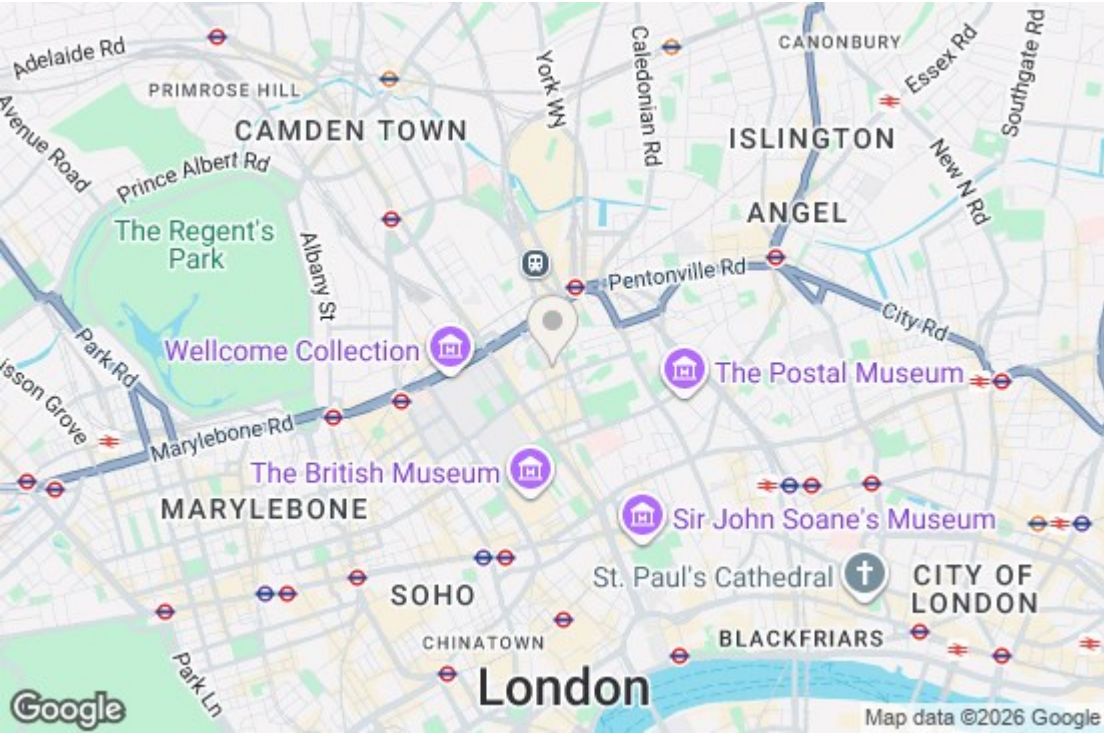 Adelaide Rd
PRIMROSE HILL
CAMDEN TOWN
York Wy
Caledonian Rd
CANONBURY
Essex Rd
Southgate Rd
ISLINGTON
New N Rd
Avenue Road
Prince Albert Rd
ANGEL
The Regent's
Park
Albany St
Pentonville Rd
City Rd
Park Rd
isson Grove
Wellcome Collection
The Postal Museum
Marylebone Rd
The British Museum
MARYLEBONE
Sir John Soane's Museum
St. Paul's Cathedral
CITY OF
LONDON
SOHO
CHINATOWN
BLACKFRIARS
Park Ln
London
Google
Map data ©2026 Google